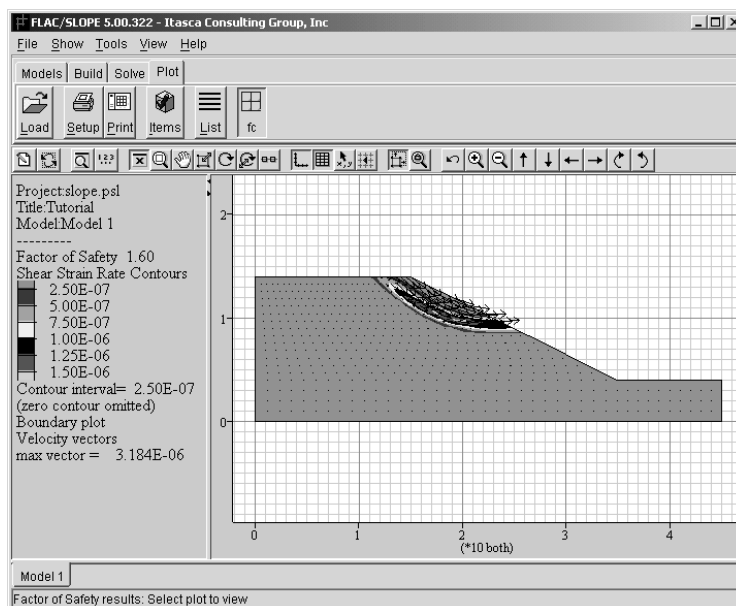 FLAC/SLOPE 5.00.322 - Itasca Consulting Group, Inc
File Show Tools View Help
Models Build Solve Plot
Load Setup Print Items List fc
1.2.3
Project:slope.psl
Title:Tutorial
Model:Model 1
---------
Factor of Safety 1.60
Shear Strain Rate Contours
2.50E-07
5.00E-07
7.50E-07
1.00E-06
1.25E-06
1.50E-06
Contour interval= 2.50E-07
(zero contour omitted)
Boundary plot
Velocity vectors
max vector = 3.184E-06
2
1
0
0 1 2 3 4
(*10 both)
Model 1
Factor of Safety results: Select plot to view